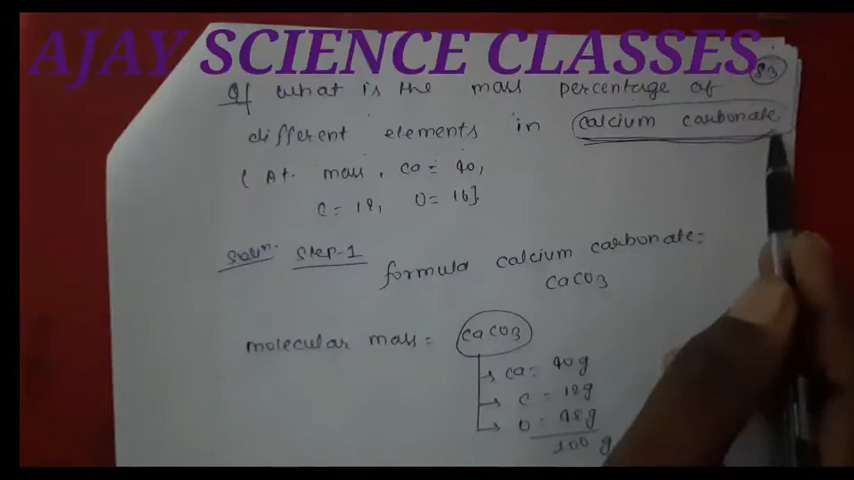 AJAY SCIENCE CLASSES
83
Q what is the mass percentage of
different elements in calcium carbonate.
( At. mass, Ca = 40,
C = 12, O = 16]
Soln. Step-1
formula calcium carbonate =
CaCO3
molecular mass = CaCO3
→ Ca = 40g
→ C = 12g
→ O = 48g
100 g